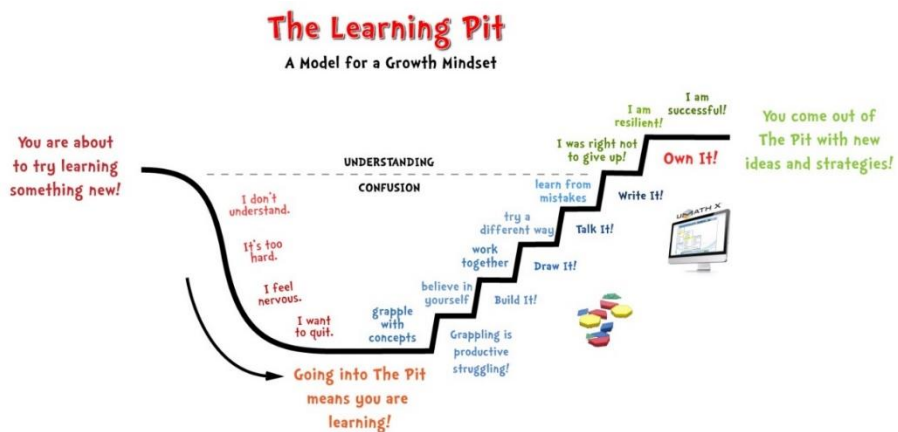 The Learning Pit
A Model for a Growth Mindset
You are about
to try learning
something new!
UNDERSTANDING
CONFUSION
I don't
understand.
It's too
hard.
I feel
nervous.
I want
to quit.
Going into The Pit
means you are
learning!
grapple
with
concepts
Grappling is
productive
struggling!
believe in
yourself
Build It!
work
together
Draw It!
try a
different way
Talk It!
learn from
mistakes
Write It!
I was right not
to give up!
Own It!
I am
resilient!
I am
successful!
You come out of
The Pit with new
ideas and strategies!